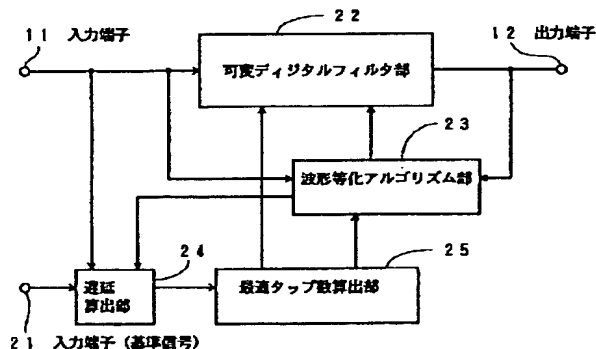 １１ 入力端子
２２
１２ 出力端子
可変ディジタルフィルタ部
２３
波形等化アルゴリズム部
２４
２５
遅延
算出部
最適タップ数算出部
２１ 入力端子（基準信号）